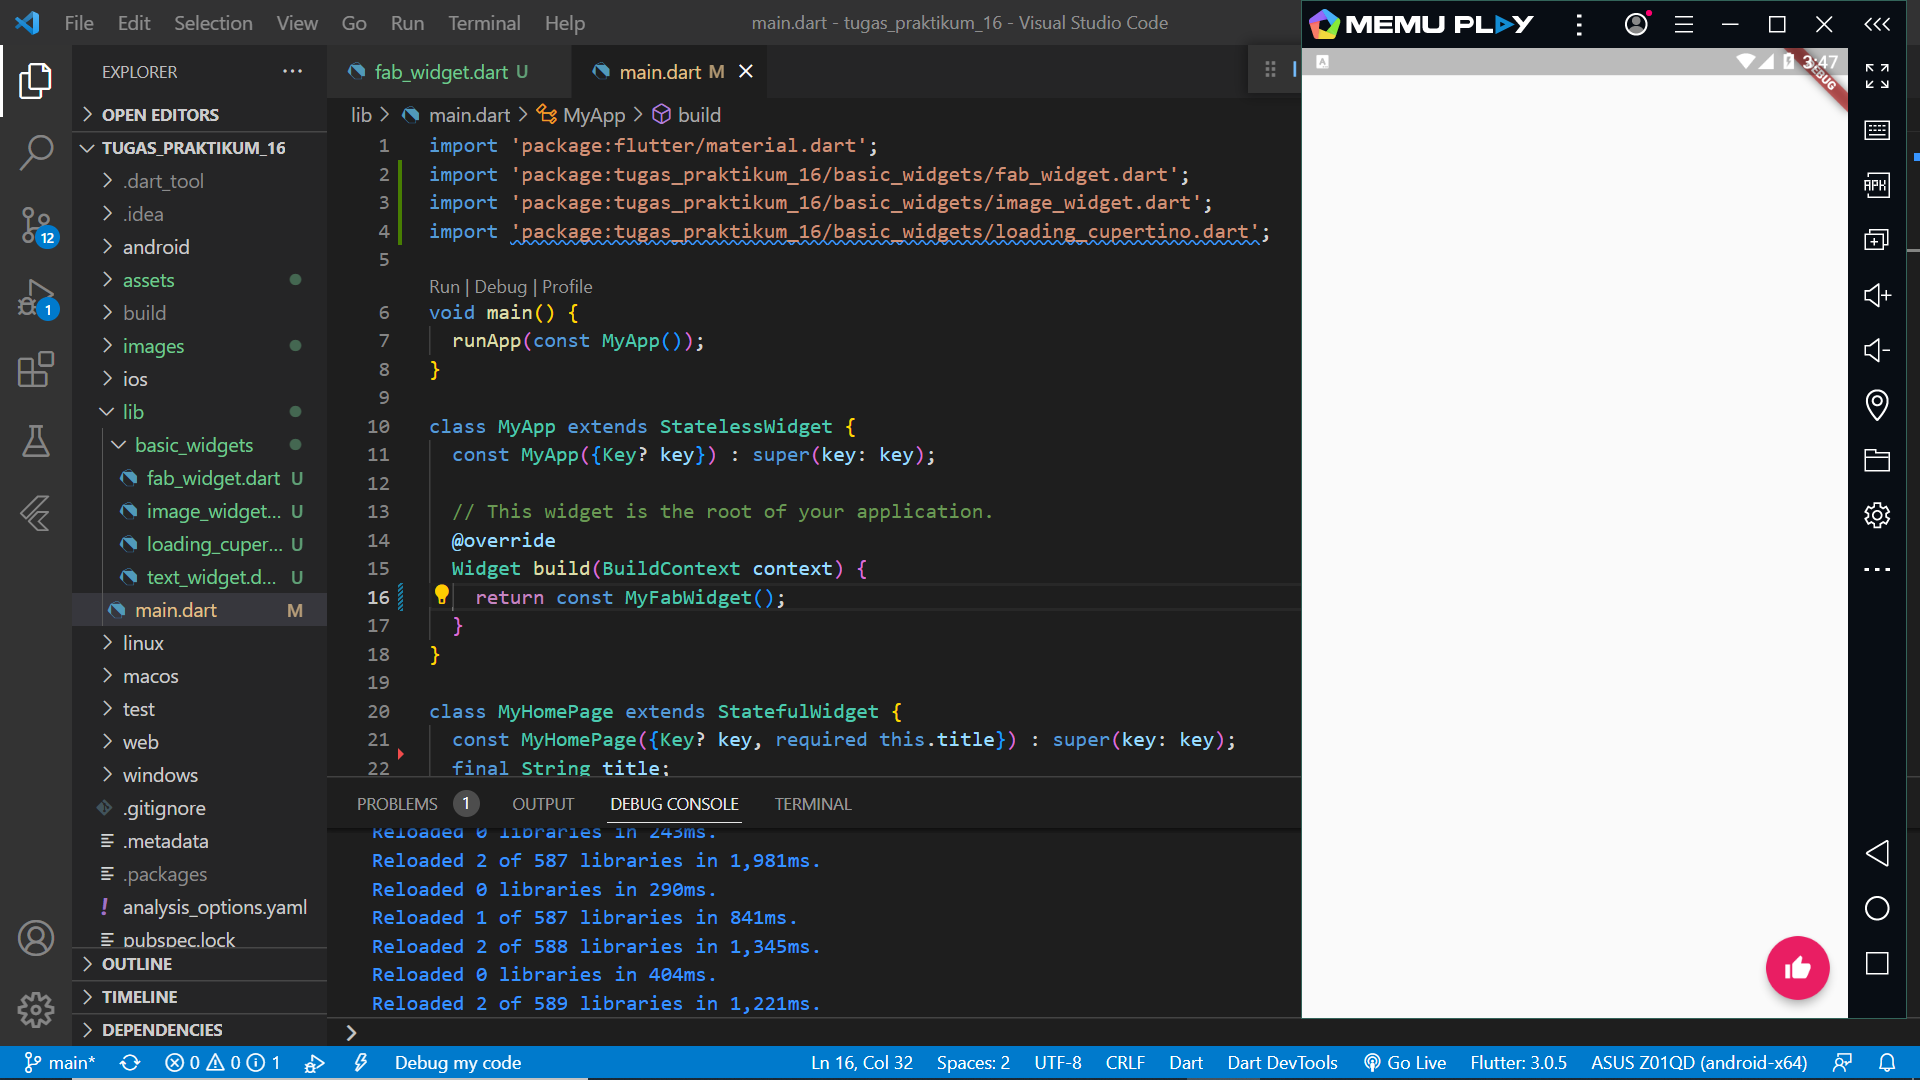 File Edit Selection View Go Run Terminal Help
main.dart - tugas_praktikum_16 - Visual Studio Code
MEMU PLAY
EXPLORER
OPEN EDITORS
TUGAS_PRAKTIKUM_16
.dart_tool
.idea
android
assets
build
images
ios
lib
basic_widgets
fab_widget.dart U
image_widget... U
loading_cuper... U
text_widget.d... U
main.dart M
linux
macos
test
web
windows
.gitignore
.metadata
.packages
analysis_options.yaml
pubspec.lock
OUTLINE
TIMELINE
DEPENDENCIES
12
1
fab_widget.dart U
main.dart M
lib > main.dart > MyApp > build
1 import 'package:flutter/material.dart';
2 import 'package:tugas_praktikum_16/basic_widgets/fab_widget.dart';
3 import 'package:tugas_praktikum_16/basic_widgets/image_widget.dart';
4 import 'package:tugas_praktikum_16/basic_widgets/loading_cupertino.dart';
5
Run | Debug | Profile
6 void main() {
7 runApp(const MyApp());
8 }
9
10 class MyApp extends StatelessWidget {
11 const MyApp({Key? key}) : super(key: key);
12
13 // This widget is the root of your application.
14 @override
15 Widget build(BuildContext context) {
16 return const MyFabWidget();
17 }
18 }
19
20 class MyHomePage extends StatefulWidget {
21 const MyHomePage({Key? key, required this.title}) : super(key: key);
22 final String title;
PROBLEMS 1 OUTPUT DEBUG CONSOLE TERMINAL
Reloaded 0 libraries in 243ms.
Reloaded 2 of 587 libraries in 1,981ms.
Reloaded 0 libraries in 290ms.
Reloaded 1 of 587 libraries in 841ms.
Reloaded 2 of 588 libraries in 1,345ms.
Reloaded 0 libraries in 404ms.
Reloaded 2 of 589 libraries in 1,221ms.
A
3:47
DEBUG
APK
main* 0 0 1 Debug my code
Ln 16, Col 32 Spaces: 2 UTF-8 CRLF Dart Dart DevTools Go Live Flutter: 3.0.5 ASUS Z01QD (android-x64)